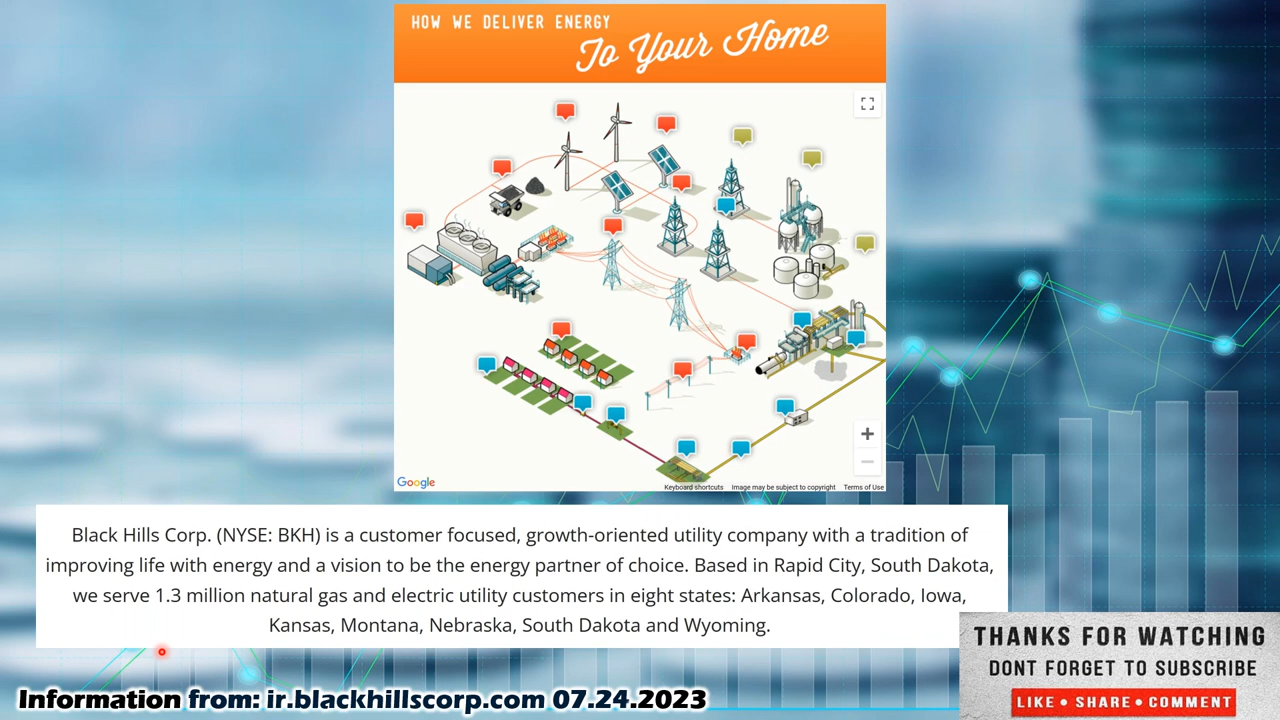 HOW WE DELIVER ENERGY
To Your Home
Google
Keyboard shortcuts Image may be subject to copyright Terms of Use
Black Hills Corp. (NYSE: BKH) is a customer focused, growth-oriented utility company with a tradition of
improving life with energy and a vision to be the energy partner of choice. Based in Rapid City, South Dakota,
we serve 1.3 million natural gas and electric utility customers in eight states: Arkansas, Colorado, Iowa,
Kansas, Montana, Nebraska, South Dakota and Wyoming.
THANKS FOR WATCHING
DONT FORGET TO SUBSCRIBE
LIKE • SHARE • COMMENT
Information from: ir.blackhillscorp.com 07.24.2023